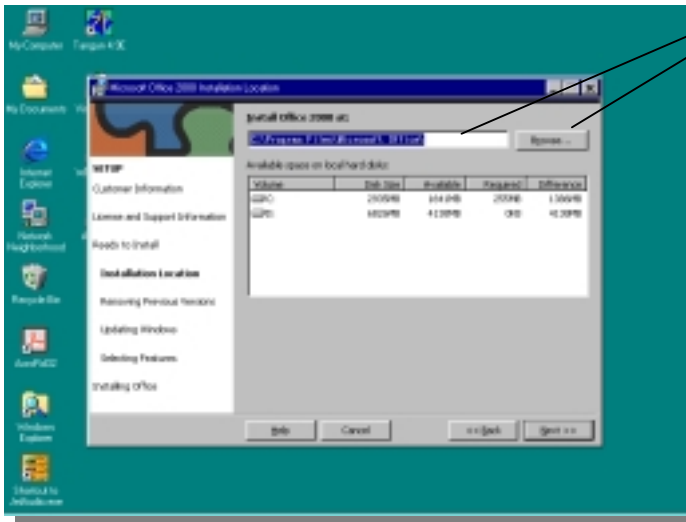 My Computer
My Documents
Internet
Explorer
Network
Neighborhood
Recycle Bin
Windows
Explorer
Shortcut to
Microsoft Office 2000 Installation Location
SETUP
Customer Information
License and Support Information
Ready to Install
Installation Location
Removing Previous Versions
Updating Windows
Selecting Features
Installing Office
Install Office 2000 at:
C:\Program Files\Microsoft Office\
Browse...
Available space on local hard disks:
Volume Disk Size Available Required Difference
Help Cancel <<Back Next >>